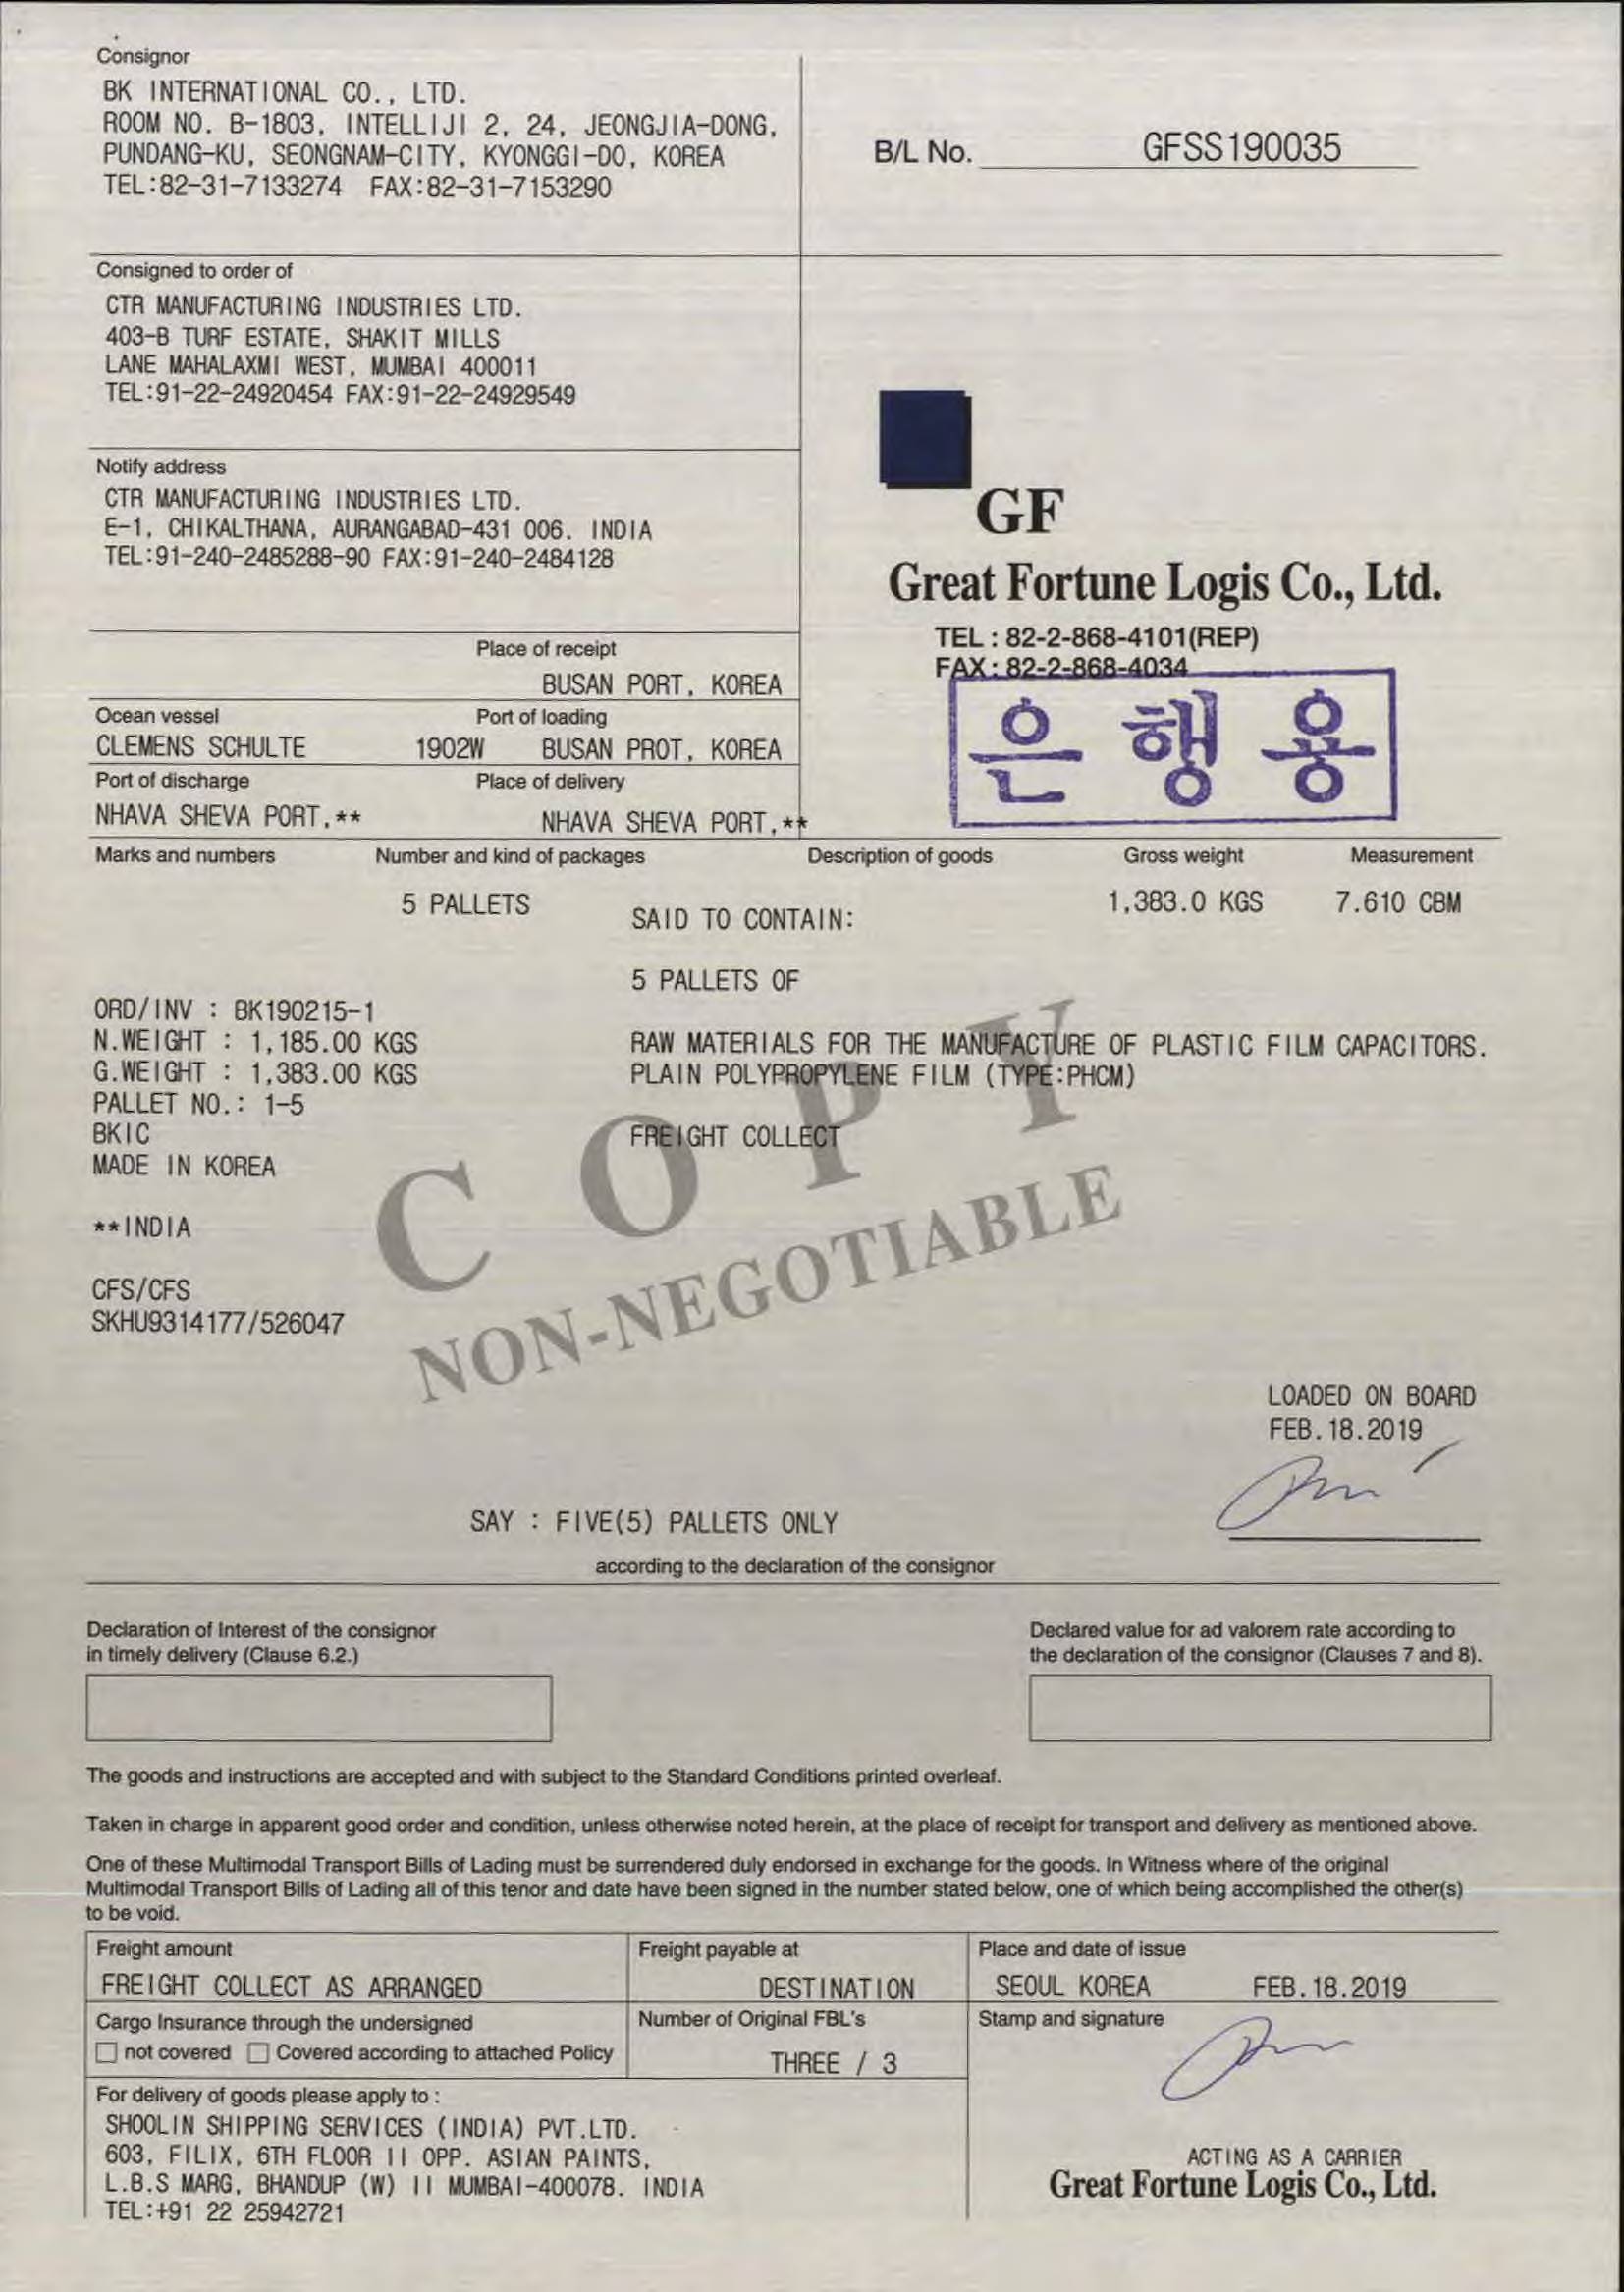 Consignor
BK INTERNATIONAL CO., LTD.
ROOM NO. B-1803, INTELLIJI 2, 24, JEONGJIA-DONG,
PUNDANG-KU, SEONGNAM-CITY, KYONGGI-DO, KOREA
TEL:82-31-7133274 FAX:82-31-7153290
B/L No. GFSS190035
Consigned to order of
CTR MANUFACTURING INDUSTRIES LTD.
403-B TURF ESTATE, SHAKIT MILLS
LANE MAHALAXMI WEST, MUMBAI 400011
TEL:91-22-24920454 FAX:91-22-24929549
Notify address
CTR MANUFACTURING INDUSTRIES LTD.
E-1, CHIKALTHANA, AURANGABAD-431 006. INDIA
TEL:91-240-2485288-90 FAX:91-240-2484128
GF
Great Fortune Logis Co., Ltd.
TEL : 82-2-868-4101(REP)
FAX : 82-2-868-4034
은행용
Place of receipt
BUSAN PORT, KOREA
Ocean vessel Port of loading
CLEMENS SCHULTE 1902W BUSAN PROT, KOREA
Port of discharge Place of delivery
NHAVA SHEVA PORT,** NHAVA SHEVA PORT,**
Marks and numbers Number and kind of packages Description of goods Gross weight Measurement
5 PALLETS SAID TO CONTAIN: 1,383.0 KGS 7.610 CBM
5 PALLETS OF
ORD/INV : BK190215-1
N.WEIGHT : 1,185.00 KGS RAW MATERIALS FOR THE MANUFACTURE OF PLASTIC FILM CAPACITORS.
G.WEIGHT : 1,383.00 KGS PLAIN POLYPROPYLENE FILM (TYPE:PHCM)
PALLET NO.: 1-5
BKIC FREIGHT COLLECT
MADE IN KOREA
**INDIA
CFS/CFS
SKHU9314177/526047
COPY
NON-NEGOTIABLE
LOADED ON BOARD
FEB.18.2019
SAY : FIVE(5) PALLETS ONLY
according to the declaration of the consignor
Declaration of Interest of the consignor
in timely delivery (Clause 6.2.)
Declared value for ad valorem rate according to
the declaration of the consignor (Clauses 7 and 8).
The goods and instructions are accepted and with subject to the Standard Conditions printed overleaf.
Taken in charge in apparent good order and condition, unless otherwise noted herein, at the place of receipt for transport and delivery as mentioned above.
One of these Multimodal Transport Bills of Lading must be surrendered duly endorsed in exchange for the goods. In Witness where of the original
Multimodal Transport Bills of Lading all of this tenor and date have been signed in the number stated below, one of which being accomplished the other(s)
to be void.
Freight amount Freight payable at Place and date of issue
FREIGHT COLLECT AS ARRANGED DESTINATION SEOUL KOREA FEB.18.2019
Cargo Insurance through the undersigned Number of Original FBL's Stamp and signature
not covered Covered according to attached Policy THREE / 3
For delivery of goods please apply to :
SHOOLIN SHIPPING SERVICES (INDIA) PVT.LTD.
603, FILIX, 6TH FLOOR II OPP. ASIAN PAINTS,
L.B.S MARG, BHANDUP (W) II MUMBAI-400078. INDIA
TEL:+91 22 25942721
ACTING AS A CARRIER
Great Fortune Logis Co., Ltd.